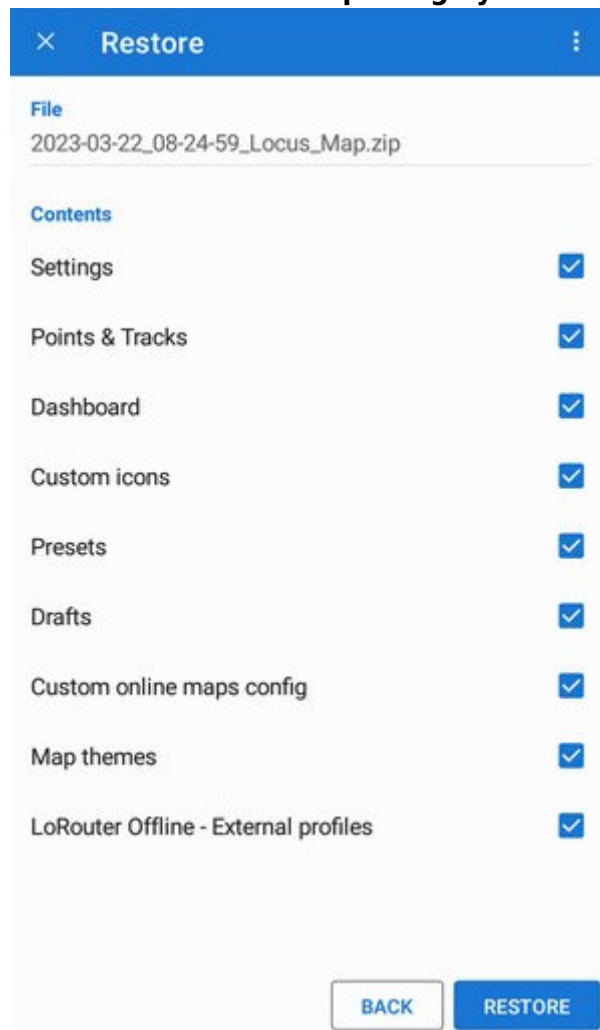 Restore
File
2023-03-22_08-24-59_Locus_Map.zip
Contents
Settings
Points & Tracks
Dashboard
Custom icons
Presets
Drafts
Custom online maps config
Map themes
LoRouter Offline - External profiles
BACK RESTORE